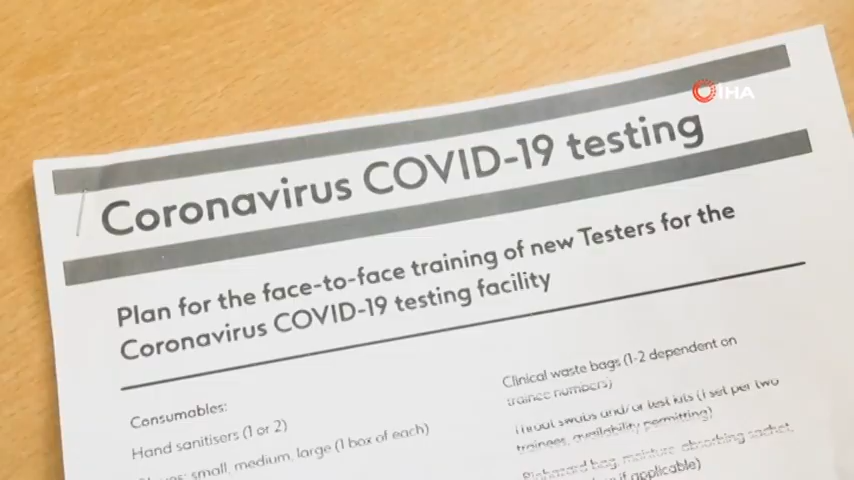 İHA
Coronavirus COVID-19 testing
Plan for the face-to-face training of new Testers for the
Coronavirus COVID-19 testing facility
Consumables:
Hand sanitisers (1 or 2)
small, medium, large (1 box of each)
Clinical waste bags (1-2 dependent on
trainee numbers)
Throat swabs and/or test kits (1 set per two
trainees, availability permitting)
Biohazard bag, moisture absorbing sachet,
if applicable)